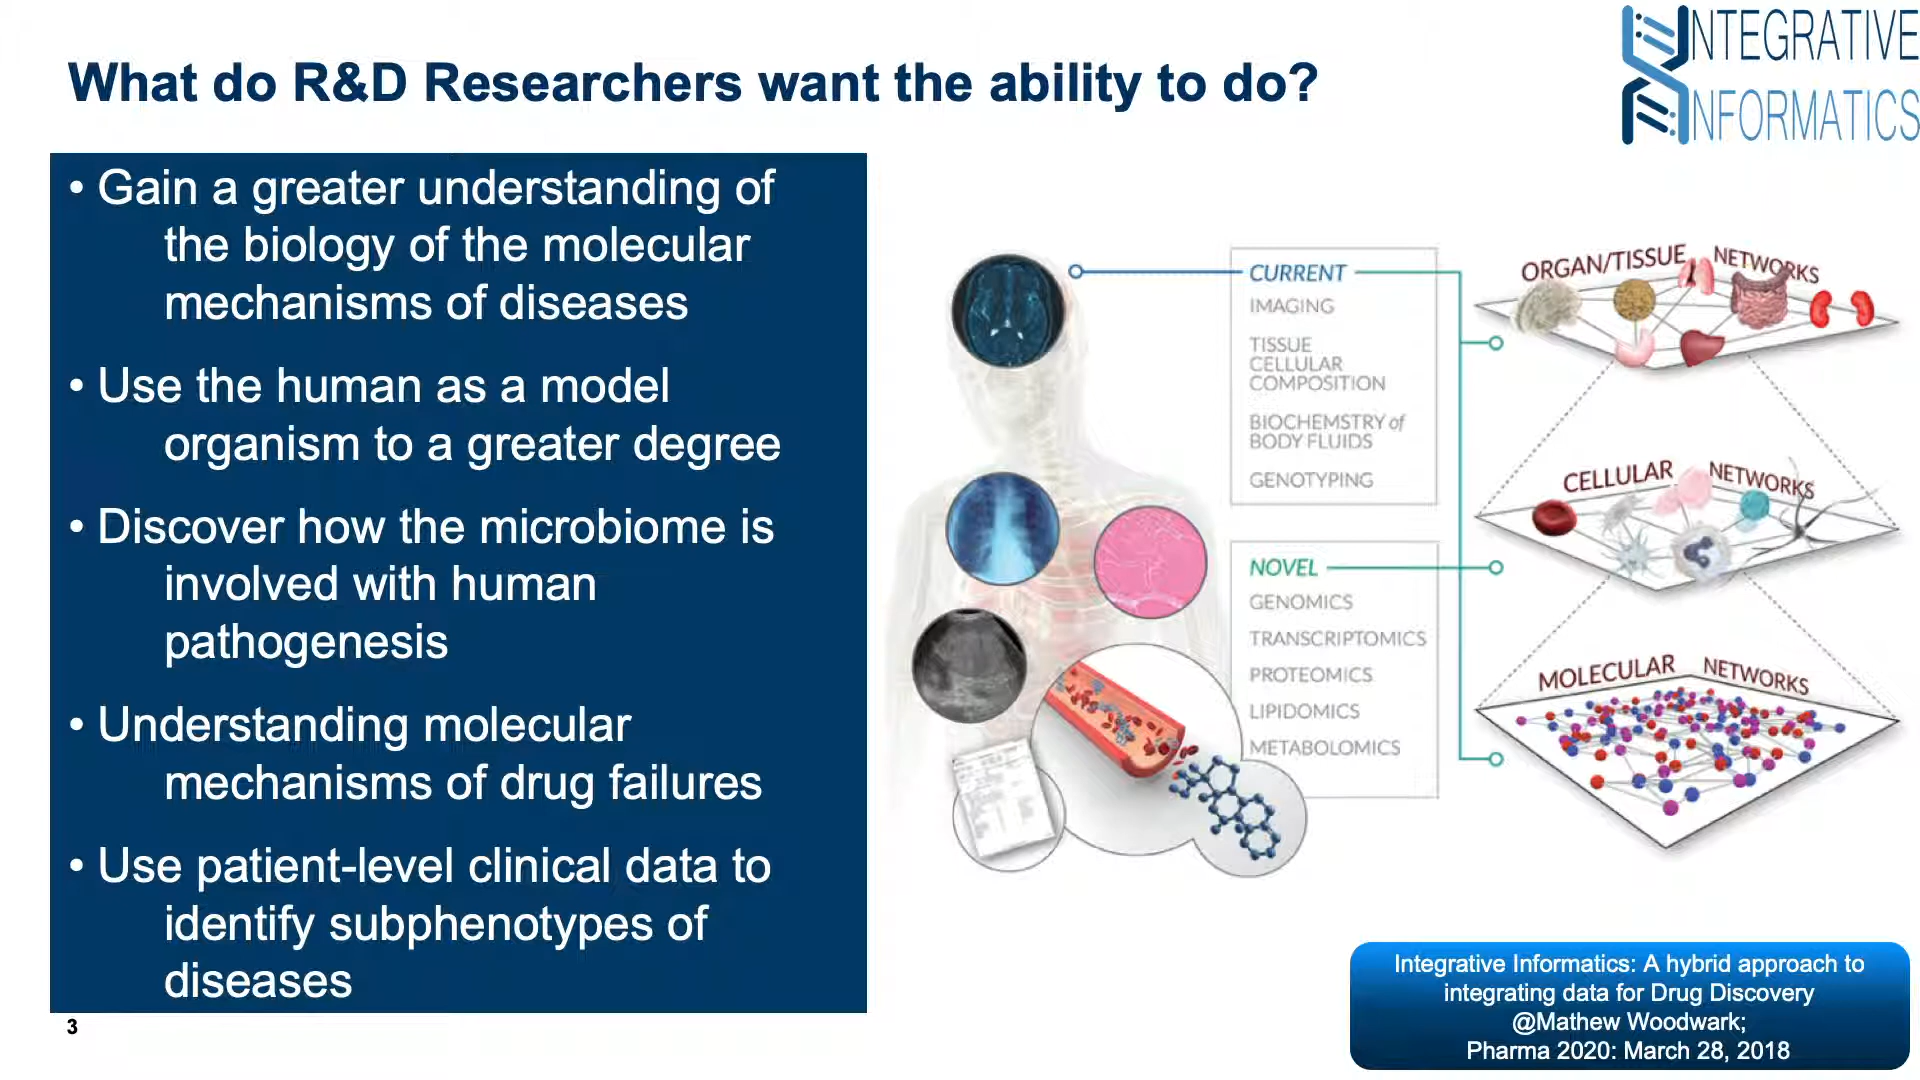 What do R&D Researchers want the ability to do?
INTEGRATIVE
INFORMATICS
• Gain a greater understanding of
the biology of the molecular
mechanisms of diseases
• Use the human as a model
organism to a greater degree
• Discover how the microbiome is
involved with human
pathogenesis
• Understanding molecular
mechanisms of drug failures
• Use patient-level clinical data to
identify subphenotypes of
diseases
CURRENT
IMAGING
TISSUE
CELLULAR
COMPOSITION
BIOCHEMSTRY of
BODY FLUIDS
GENOTYPING
NOVEL
GENOMICS
TRANSCRIPTOMICS
PROTEOMICS
LIPIDOMICS
METABOLOMICS
ORGAN/TISSUE NETWORKS
CELLULAR NETWORKS
MOLECULAR NETWORKS
Integrative Informatics: A hybrid approach to
integrating data for Drug Discovery
@Mathew Woodwark;
Pharma 2020: March 28, 2018
3